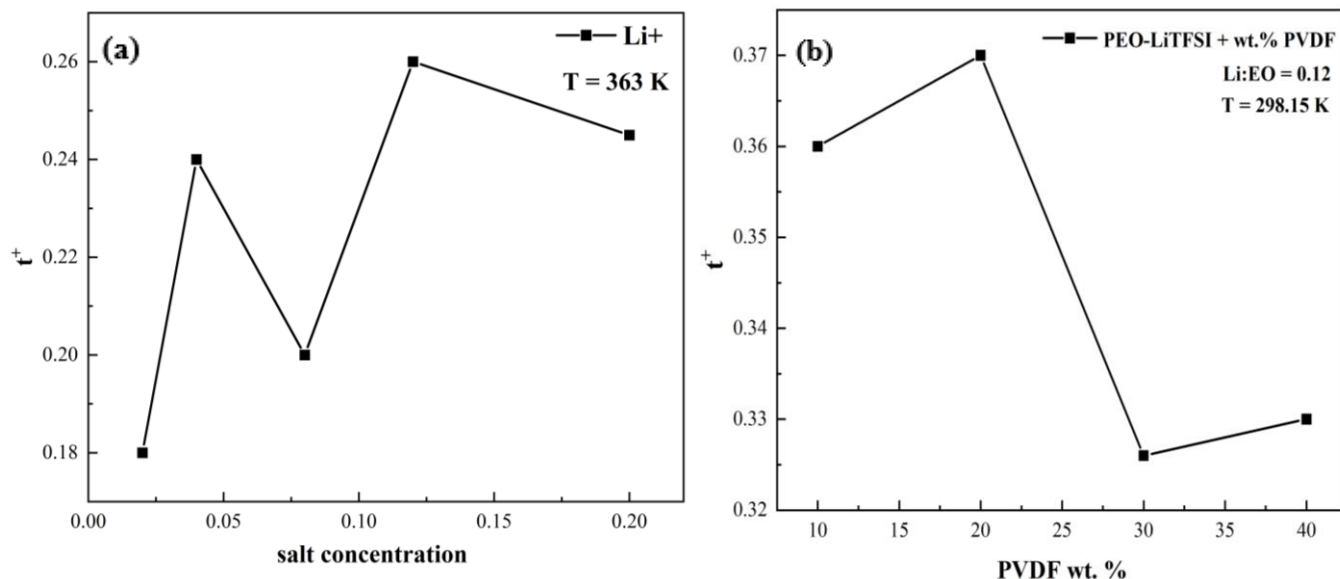 (a)
Li+
T = 363 K
t+
0.26
0.24
0.22
0.20
0.18
0.00
0.05
0.10
0.15
0.20
salt concentration
(b)
PEO-LiTFSI + wt.% PVDF
Li:EO = 0.12
T = 298.15 K
t+
0.37
0.36
0.35
0.34
0.33
0.32
10
15
20
25
30
35
40
PVDF wt. %